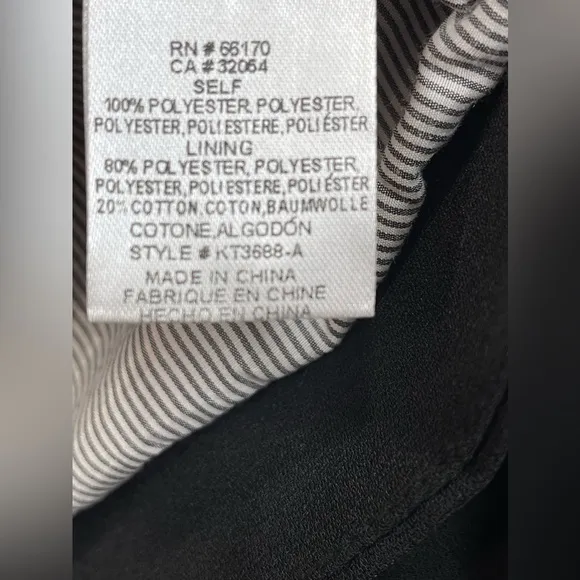 RN # 66170
CA # 32064
SELF
100% POLYESTER, POLYESTER,
POLYESTER, POLIESTERE, POLIÉSTER
LINING
80% POLYESTER, POLYESTER,
POLYESTER, POLIESTERE, POLIÉSTER
20% COTTON, COTON, BAUMWOLLE
COTONE, ALGODÓN
STYLE # KT3688-A
MADE IN CHINA
FABRIQUE EN CHINE
HECHO EN CHINA